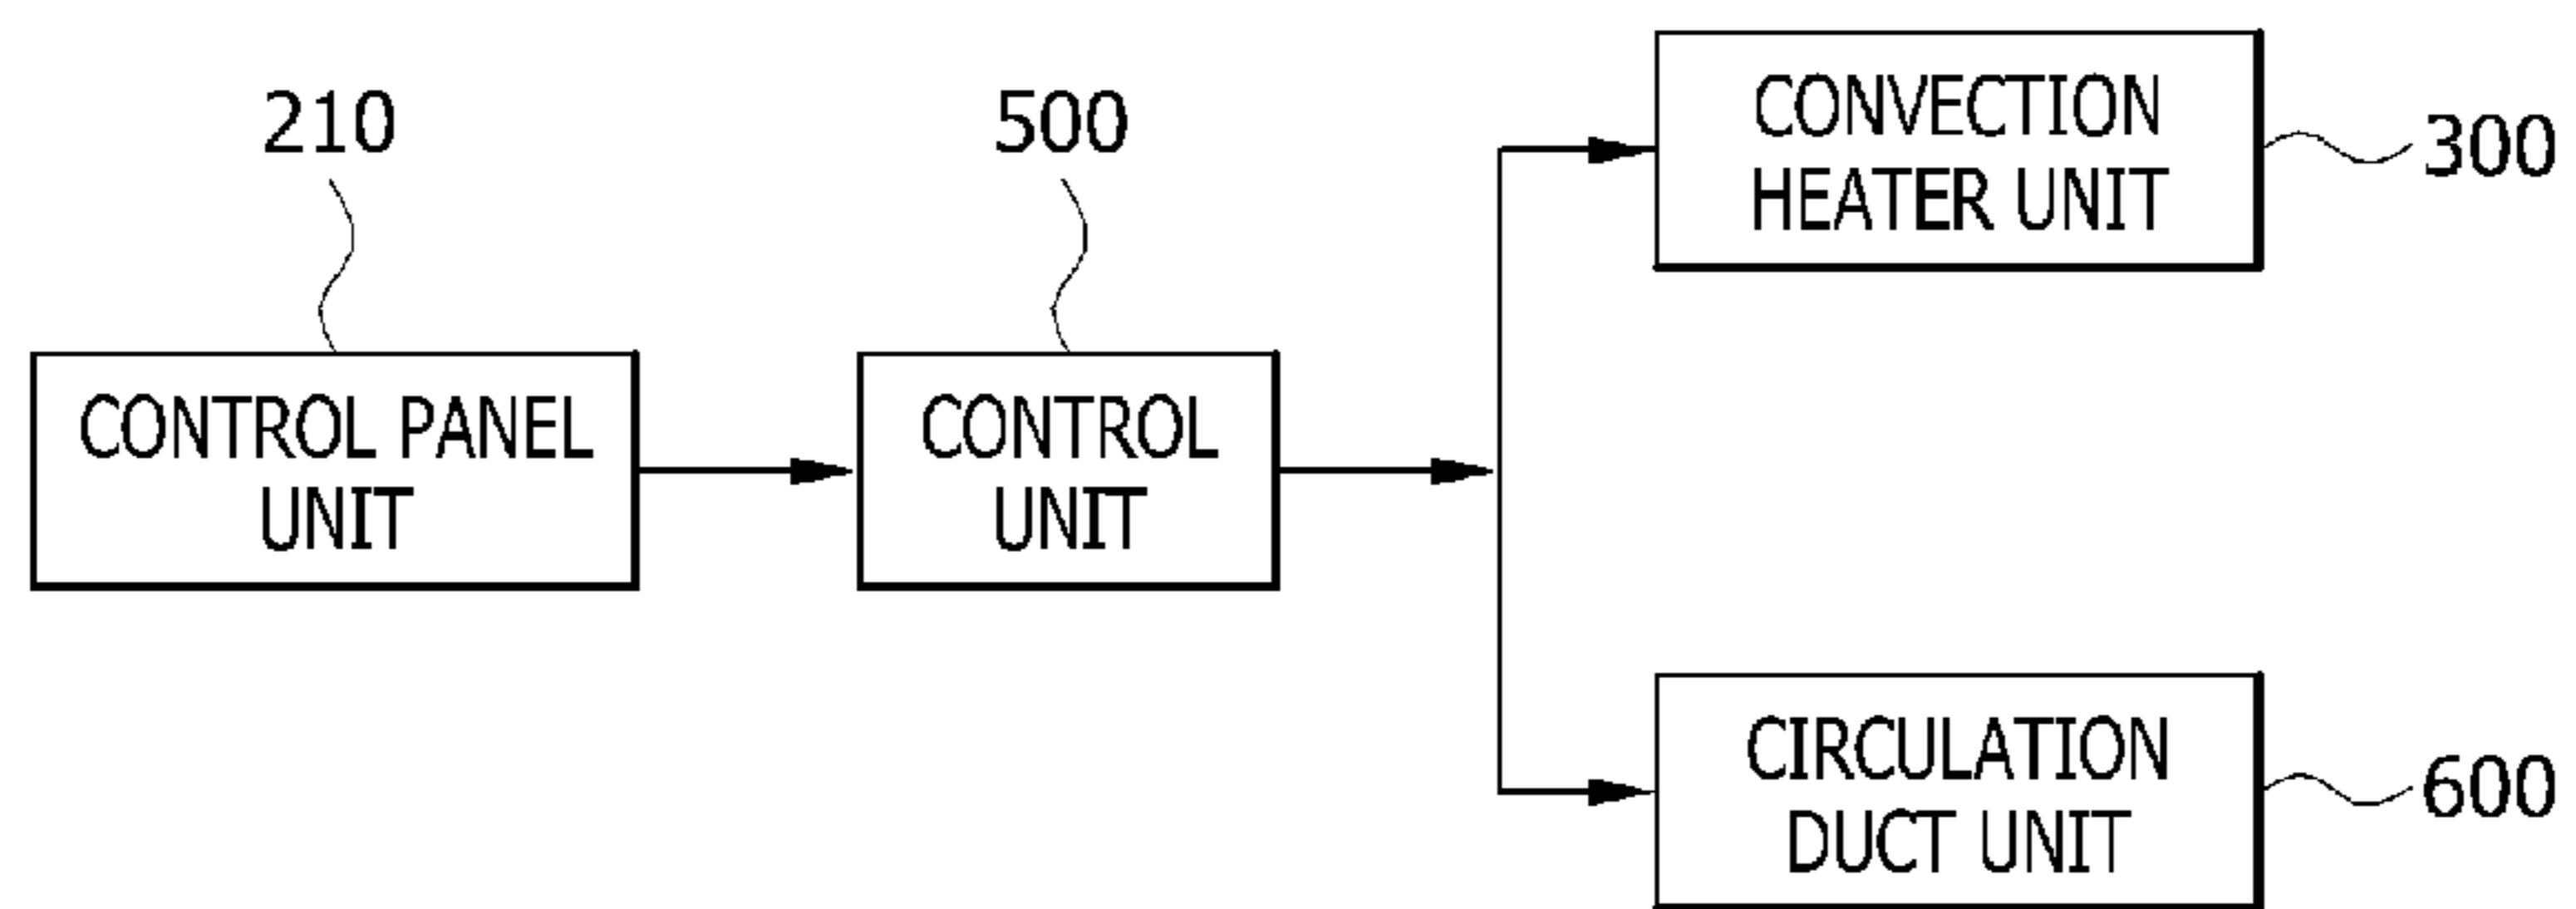 210
500
CONVECTION
HEATER UNIT
300
CONTROL PANEL
UNIT
CONTROL
UNIT
CIRCULATION
DUCT UNIT
600